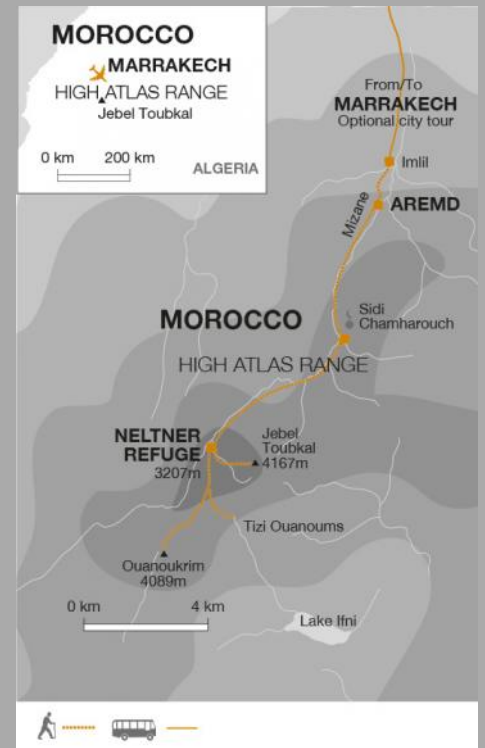 MOROCCO
MARRAKECH
HIGH ATLAS RANGE
Jebel Toubkal
0 km 200 km
ALGERIA
From/To
MARRAKECH
Optional city tour
Imlil
AREMD
Mizane
Sidi
Chamharouch
MOROCCO
HIGH ATLAS RANGE
NELTNER
REFUGE
3207m
Jebel
Toubkal
4167m
Tizi Ouanoums
Ouanoukrim
4089m
0 km 4 km
Lake Ifni